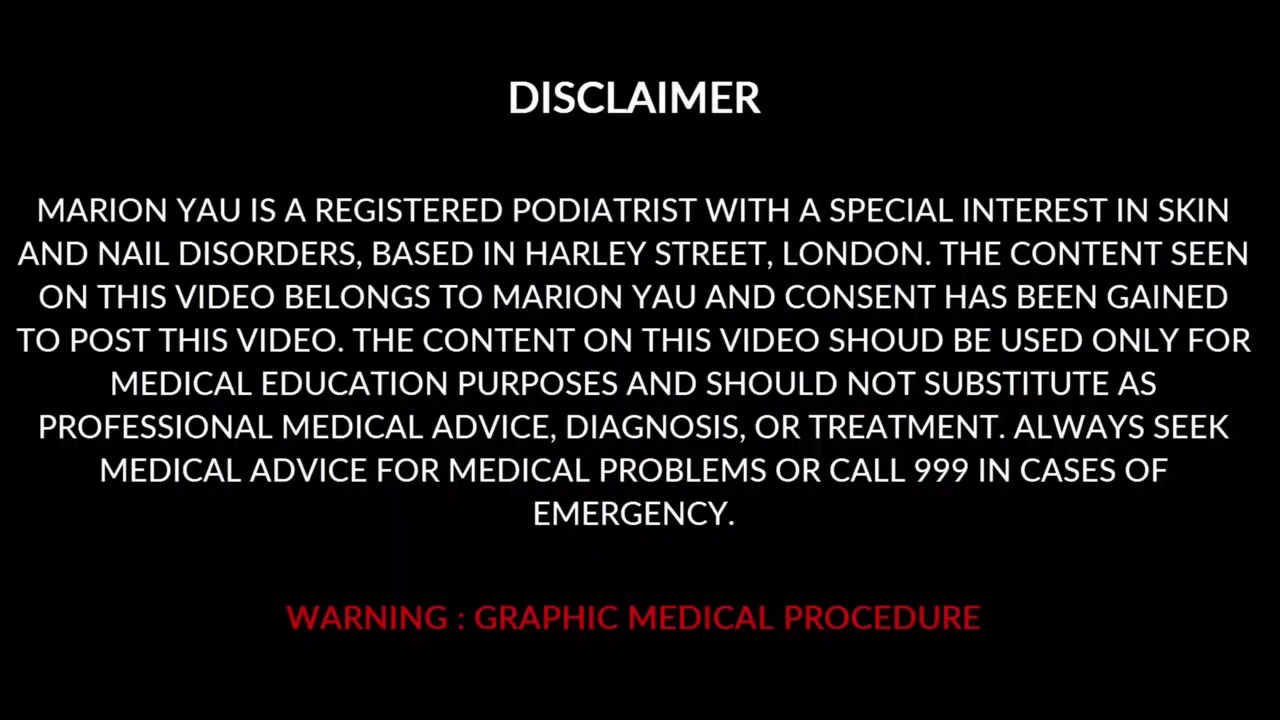 DISCLAIMER
MARION YAU IS A REGISTERED PODIATRIST WITH A SPECIAL INTEREST IN SKIN
AND NAIL DISORDERS, BASED IN HARLEY STREET, LONDON. THE CONTENT SEEN
ON THIS VIDEO BELONGS TO MARION YAU AND CONSENT HAS BEEN GAINED
TO POST THIS VIDEO. THE CONTENT ON THIS VIDEO SHOUD BE USED ONLY FOR
MEDICAL EDUCATION PURPOSES AND SHOULD NOT SUBSTITUTE AS
PROFESSIONAL MEDICAL ADVICE, DIAGNOSIS, OR TREATMENT. ALWAYS SEEK
MEDICAL ADVICE FOR MEDICAL PROBLEMS OR CALL 999 IN CASES OF
EMERGENCY.
WARNING : GRAPHIC MEDICAL PROCEDURE